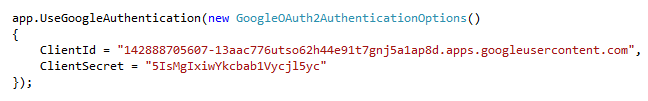 app.UseGoogleAuthentication(new GoogleOAuth2AuthenticationOptions()
{
    ClientId = "142888705607-13aac776utso62h44e91t7gnj5a1ap8d.apps.googleusercontent.com",
    ClientSecret = "5IsMgIxiwYkcbab1Vycjl5yc"
});